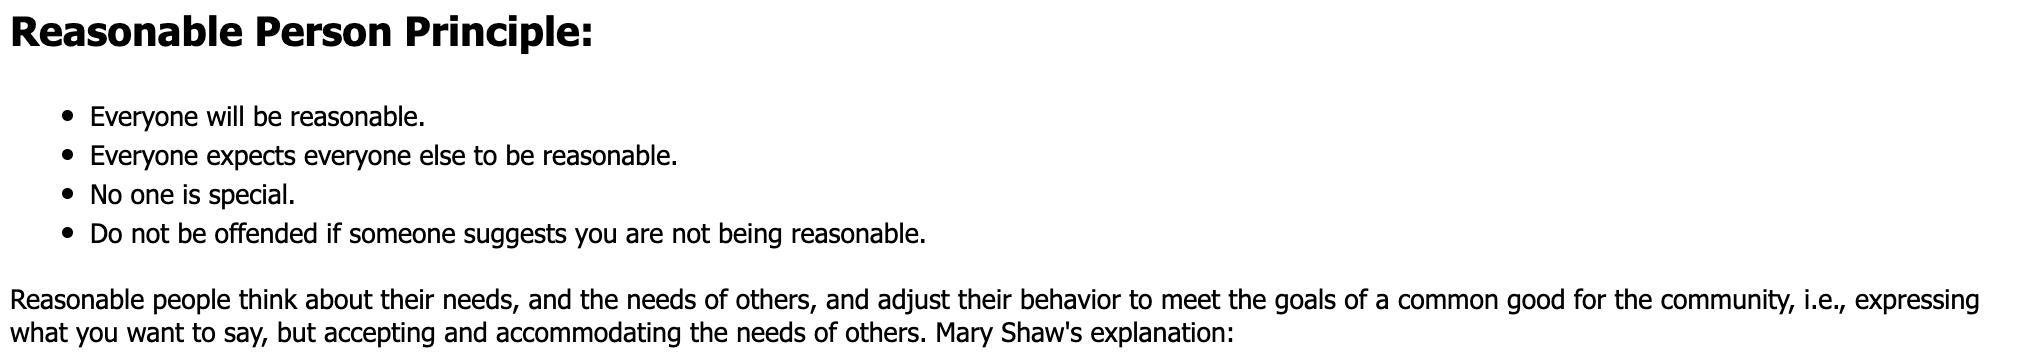 Reasonable Person Principle:
• Everyone will be reasonable.
• Everyone expects everyone else to be reasonable.
• No one is special.
• Do not be offended if someone suggests you are not being reasonable.
Reasonable people think about their needs, and the needs of others, and adjust their behavior to meet the goals of a common good for the community, i.e., expressing
what you want to say, but accepting and accommodating the needs of others. Mary Shaw's explanation: